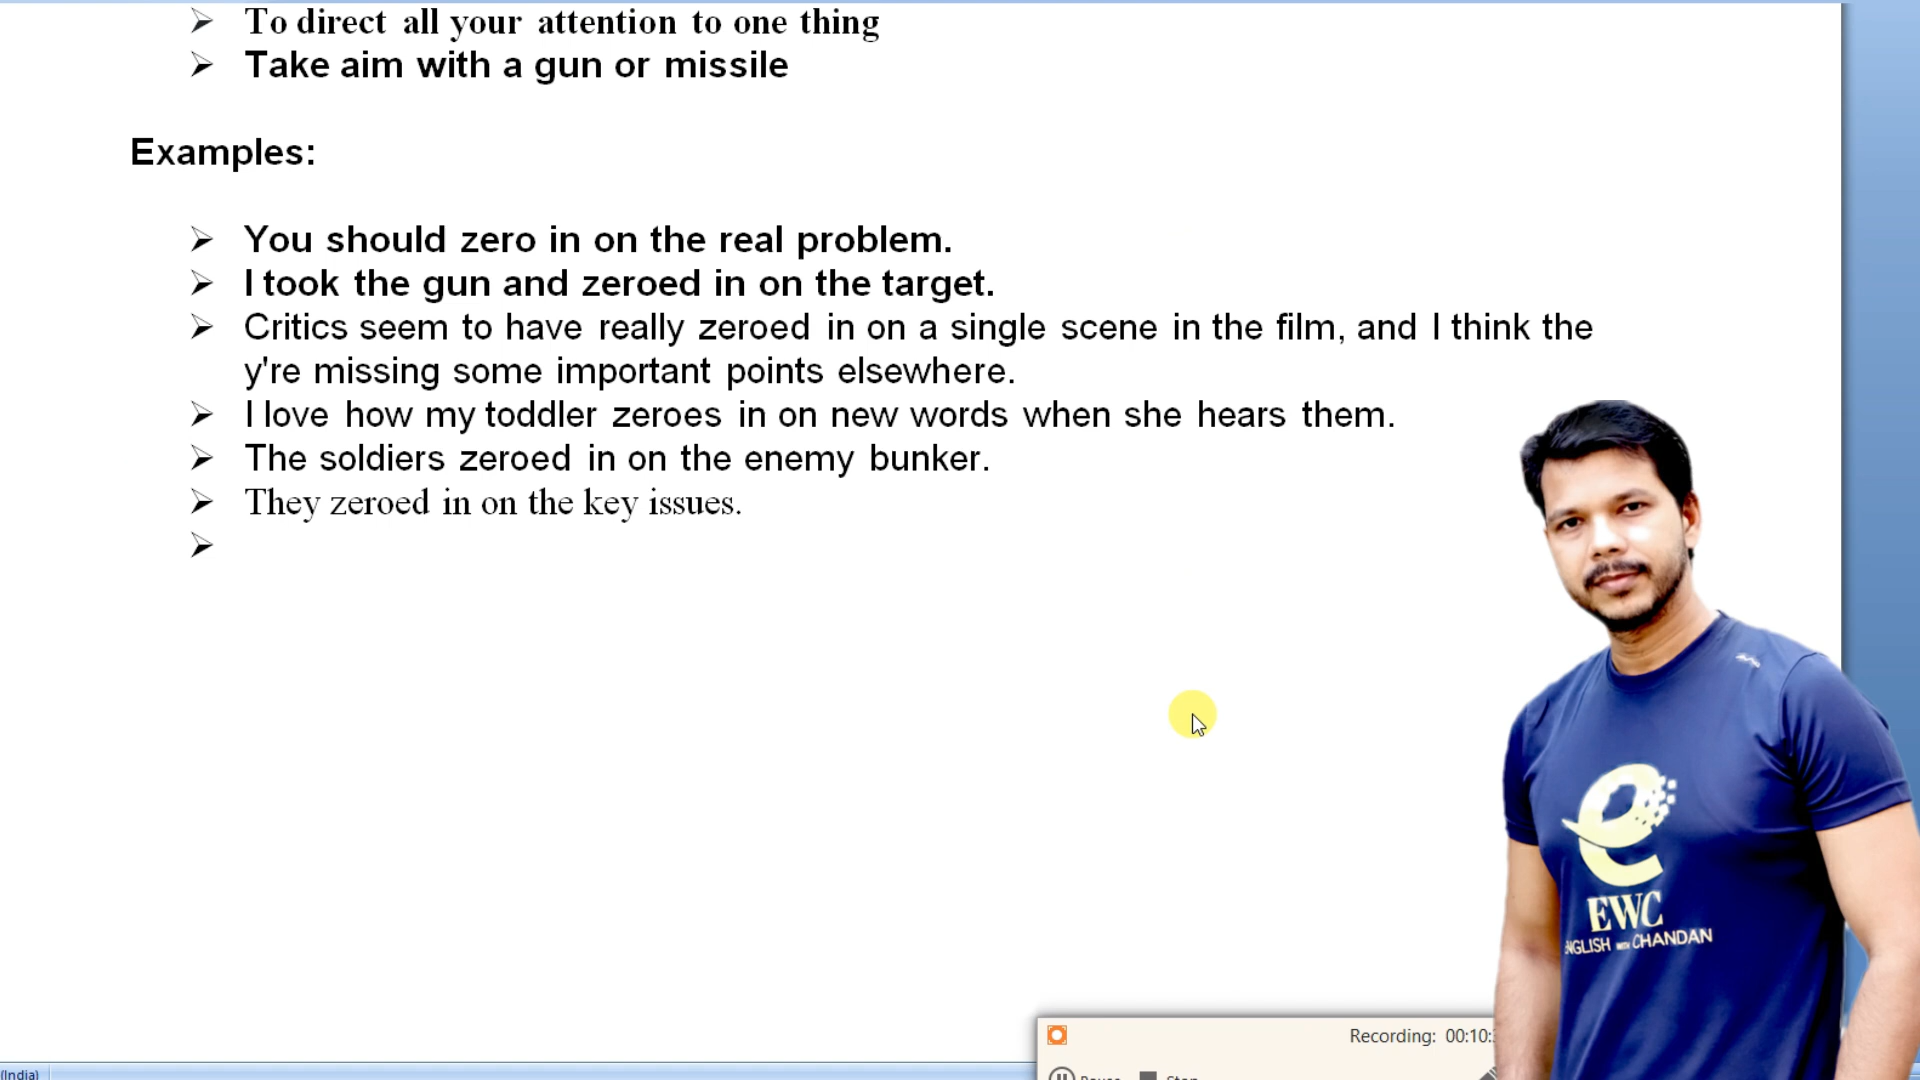 To direct all your attention to one thing
Take aim with a gun or missile
Examples:
You should zero in on the real problem.
I took the gun and zeroed in on the target.
Critics seem to have really zeroed in on a single scene in the film, and I think the
y're missing some important points elsewhere.
I love how my toddler zeroes in on new words when she hears them.
The soldiers zeroed in on the enemy bunker.
They zeroed in on the key issues.
EWC
ENGLISH WITH CHANDAN
Recording: 00:10:
Pause Stop
(India)